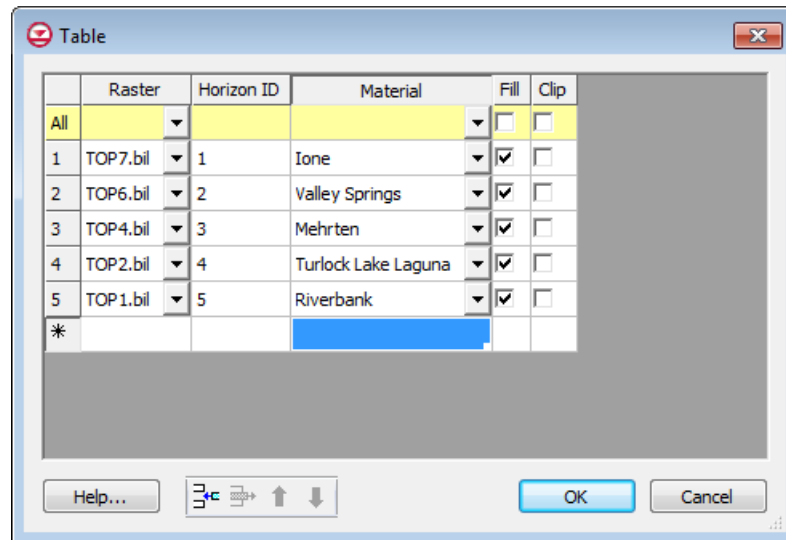 Table
Raster Horizon ID Material Fill Clip
All
1 TOP7.bil 1 Ione
2 TOP6.bil 2 Valley Springs
3 TOP4.bil 3 Mehrten
4 TOP2.bil 4 Turlock Lake Laguna
5 TOP1.bil 5 Riverbank
*
Help... OK Cancel